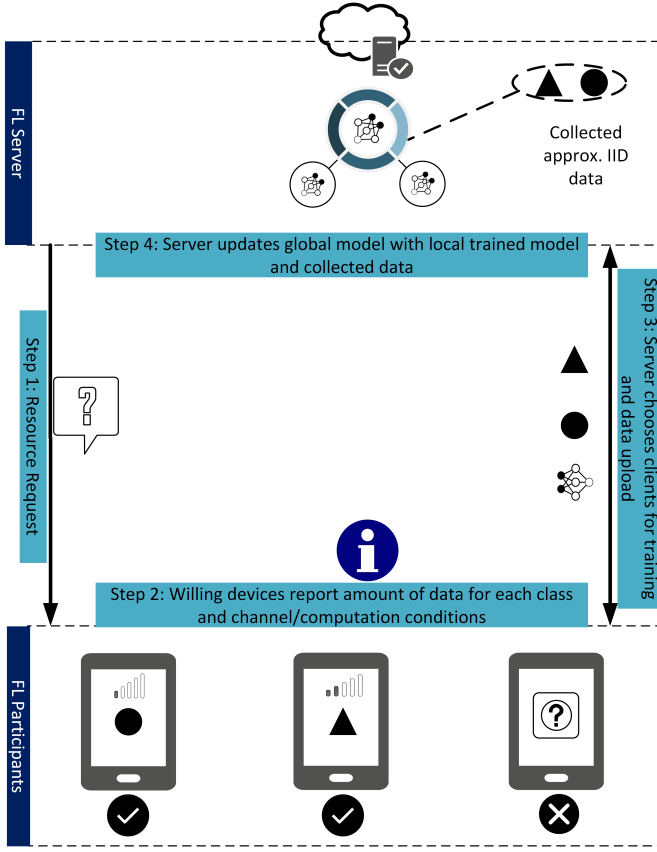 FL Server
Collected
approx. IID
data
Step 4: Server updates global model with local trained model
and collected data
Step 1: Resource Request
?
Step 3: Server chooses clients for training
and data upload
i
Step 2: Willing devices report amount of data for each class
and channel/computation conditions
FL Participants
?